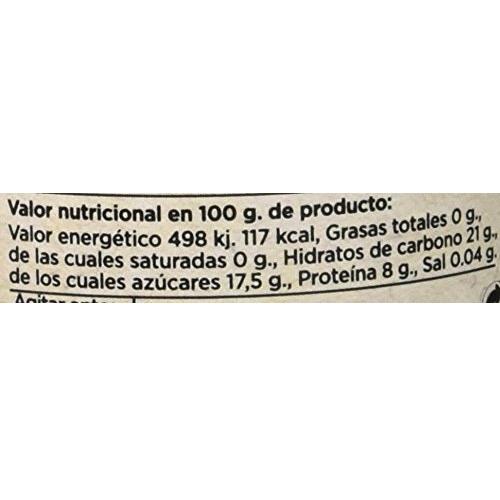 Valor nutricional en 100 g. de producto:
Valor energético 498 kj. 117 kcal, Grasas totales 0 g.,
de las cuales saturadas 0 g., Hidratos de carbono 21 g.,
de los cuales azúcares 17,5 g., Proteína 8 g., Sal 0.04 g.
Agitar